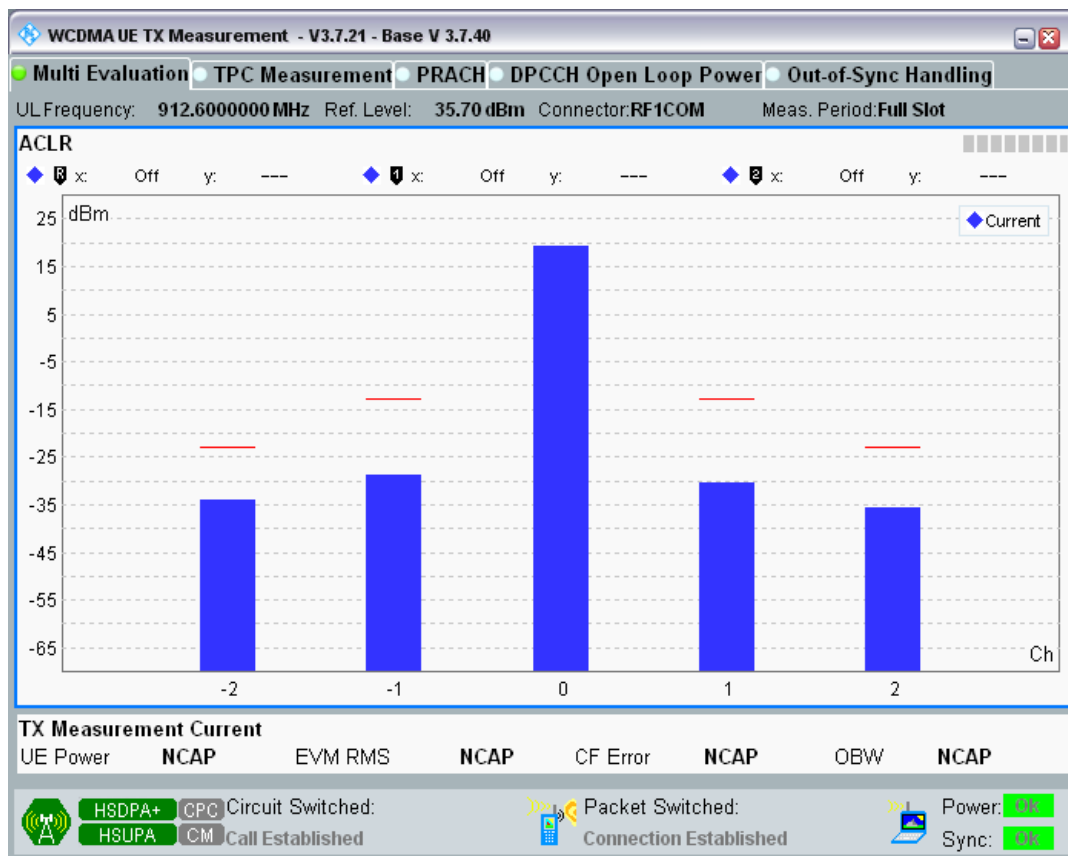 WCDMA UE TX Measurement - V3.7.21 - Base V 3.7.40
Multi Evaluation TPC Measurement PRACH DPCCH Open Loop Power Out-of-Sync Handling
UL Frequency: 912.6000000 MHz Ref. Level: 35.70 dBm Connector:RF1COM Meas. Period:Full Slot
ACLR
R x: Off y: --- 1 x: Off y: --- 2 x: Off y: ---
dBm
Current
25
15
5
-5
-15
-25
-35
-45
-55
-65
Ch
-2 -1 0 1 2
TX Measurement Current
UE Power NCAP EVM RMS NCAP CF Error NCAP OBW NCAP
HSDPA+ CPC Circuit Switched: Packet Switched: Power: OK
HSUPA CM Call Established Connection Established Sync: OK